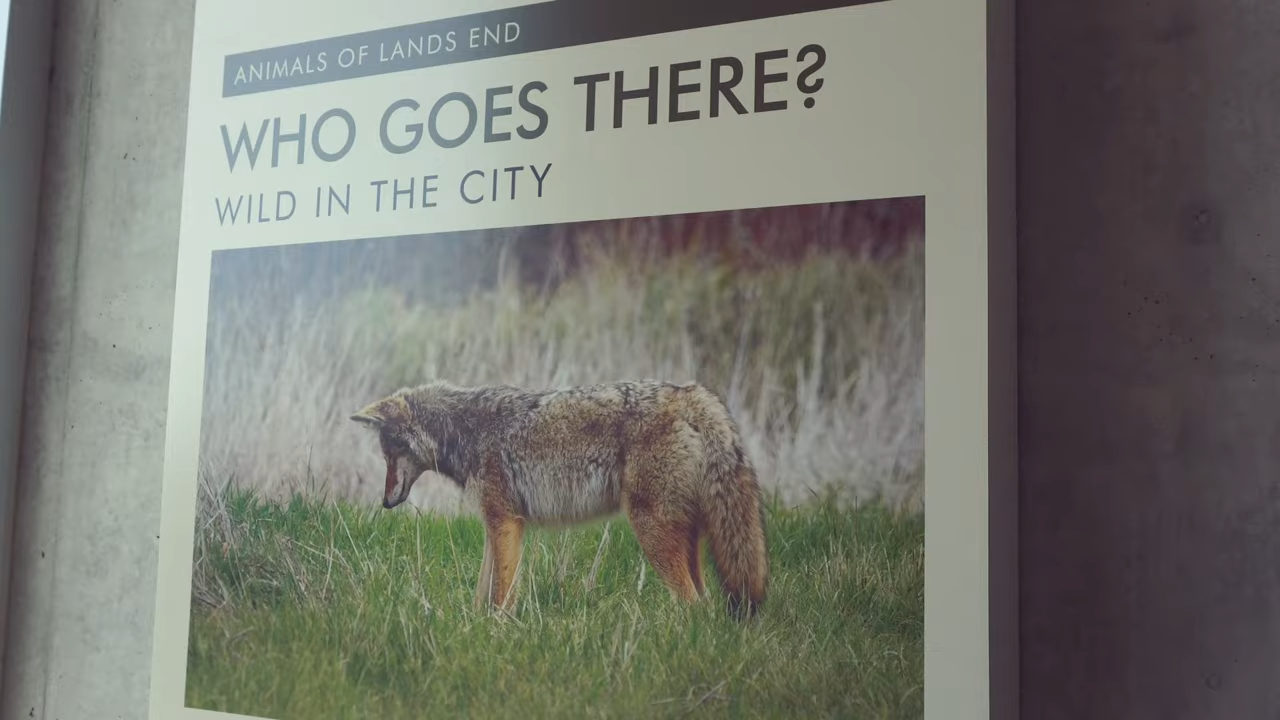 ANIMALS OF LANDS END
WHO GOES THERE?
WILD IN THE CITY